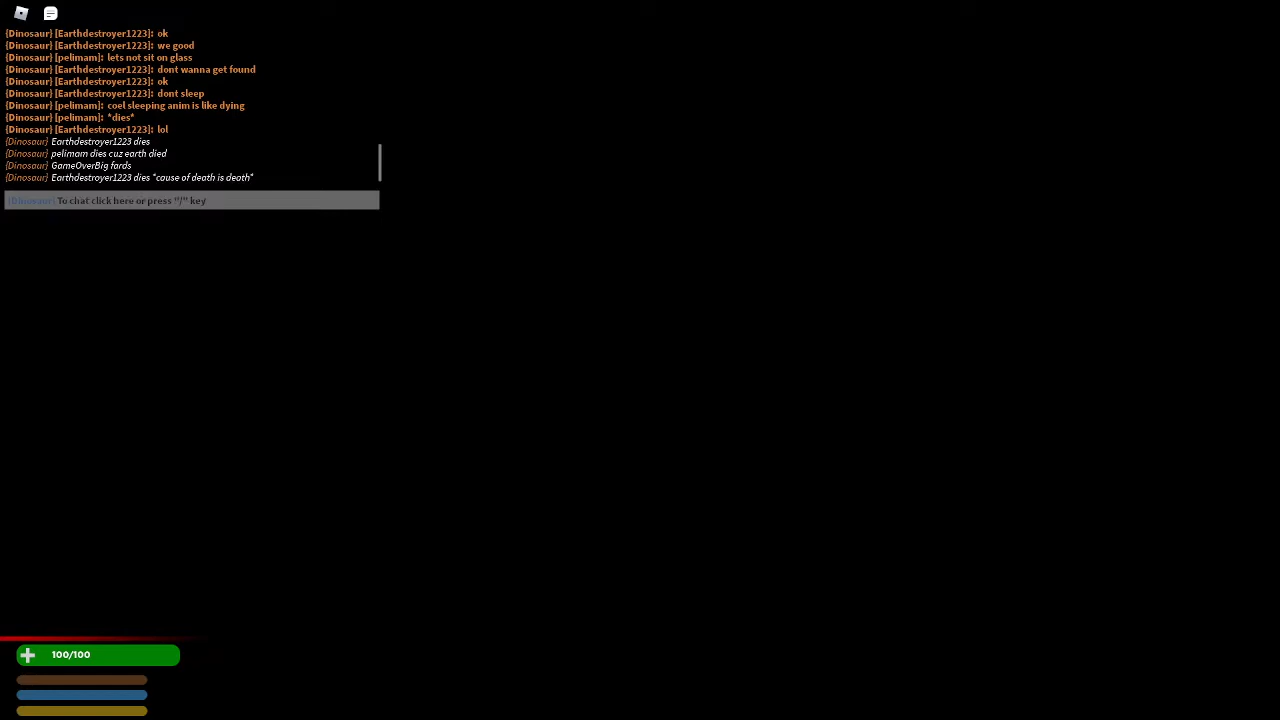 {Dinosaur} [Earthdestroyer1223]: ok
{Dinosaur} [Earthdestroyer1223]: we good
{Dinosaur} [pelimam]: lets not sit on glass
{Dinosaur} [Earthdestroyer1223]: dont wanna get found
{Dinosaur} [Earthdestroyer1223]: ok
{Dinosaur} [Earthdestroyer1223]: dont sleep
{Dinosaur} [pelimam]: coel sleeping anim is like dying
{Dinosaur} [pelimam]: *dies*
{Dinosaur} [Earthdestroyer1223]: lol
{Dinosaur} Earthdestroyer1223 dies
{Dinosaur} pelimam dies cuz earth died
{Dinosaur} GameOverBig fards
{Dinosaur} Earthdestroyer1223 dies *cause of death is death*
{Dinosaur} To chat click here or press "/" key
100/100